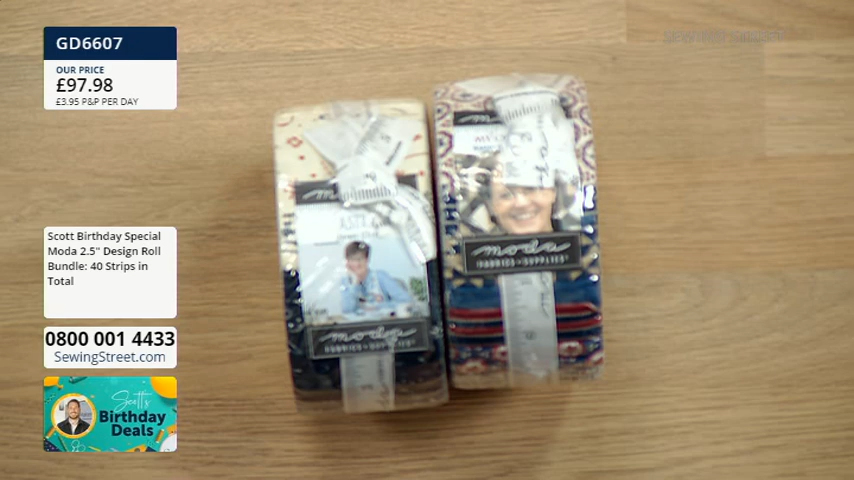 GD6607
OUR PRICE
£97.98
£3.95 P&P PER DAY
Scott Birthday Special
Moda 2.5" Design Roll
Bundle: 40 Strips in
Total
0800 001 4433
SewingStreet.com
Scott's
Birthday
Deals
moda
FABRICS + SUPPLIES
moda
FABRICS + SUPPLIES